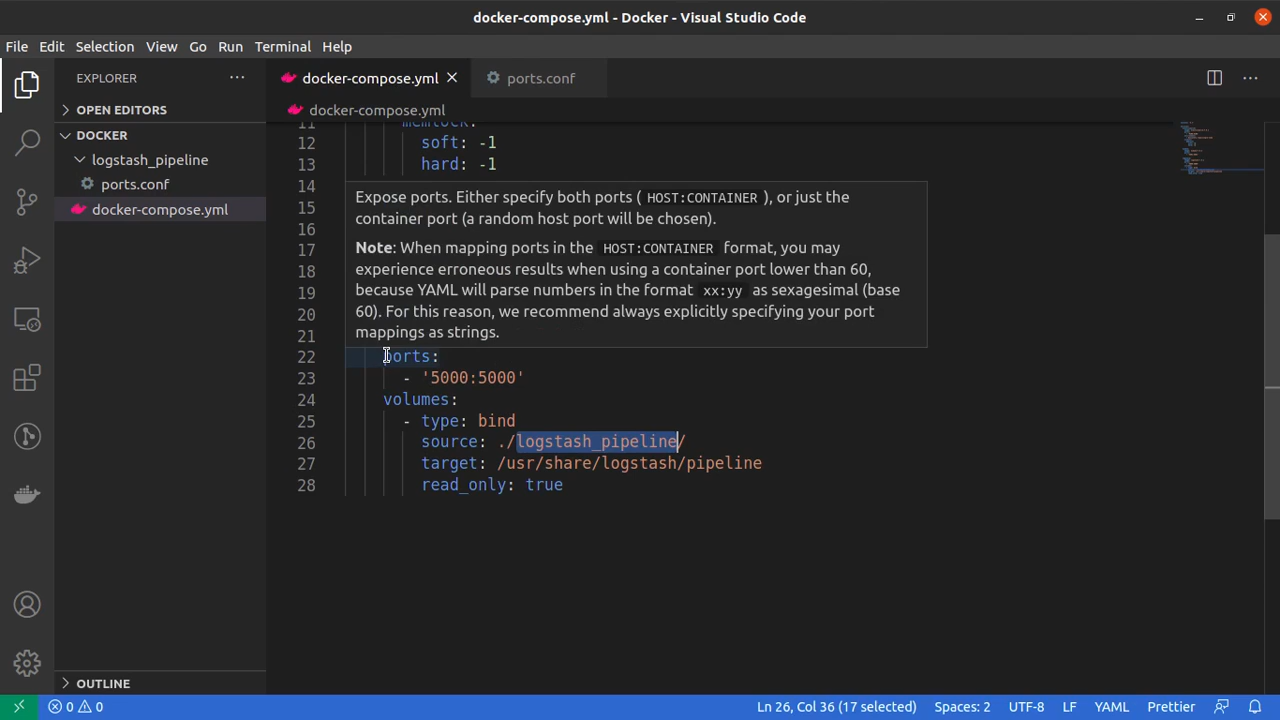 docker-compose.yml - Docker - Visual Studio Code
File Edit Selection View Go Run Terminal Help
EXPLORER
docker-compose.yml
ports.conf
OPEN EDITORS
docker-compose.yml
DOCKER
logstash_pipeline
ports.conf
docker-compose.yml
11 memlock:
12 soft: -1
13 hard: -1
14
15
16
17
18
19
20
21
Expose ports. Either specify both ports ( HOST:CONTAINER ), or just the
container port (a random host port will be chosen).
Note: When mapping ports in the HOST:CONTAINER format, you may
experience erroneous results when using a container port lower than 60,
because YAML will parse numbers in the format xx:yy as sexagesimal (base
60). For this reason, we recommend always explicitly specifying your port
mappings as strings.
22 ports:
23 - '5000:5000'
24 volumes:
25 - type: bind
26 source: ./logstash_pipeline/
27 target: /usr/share/logstash/pipeline
28 read_only: true
OUTLINE
0 0 Ln 26, Col 36 (17 selected) Spaces: 2 UTF-8 LF YAML Prettier